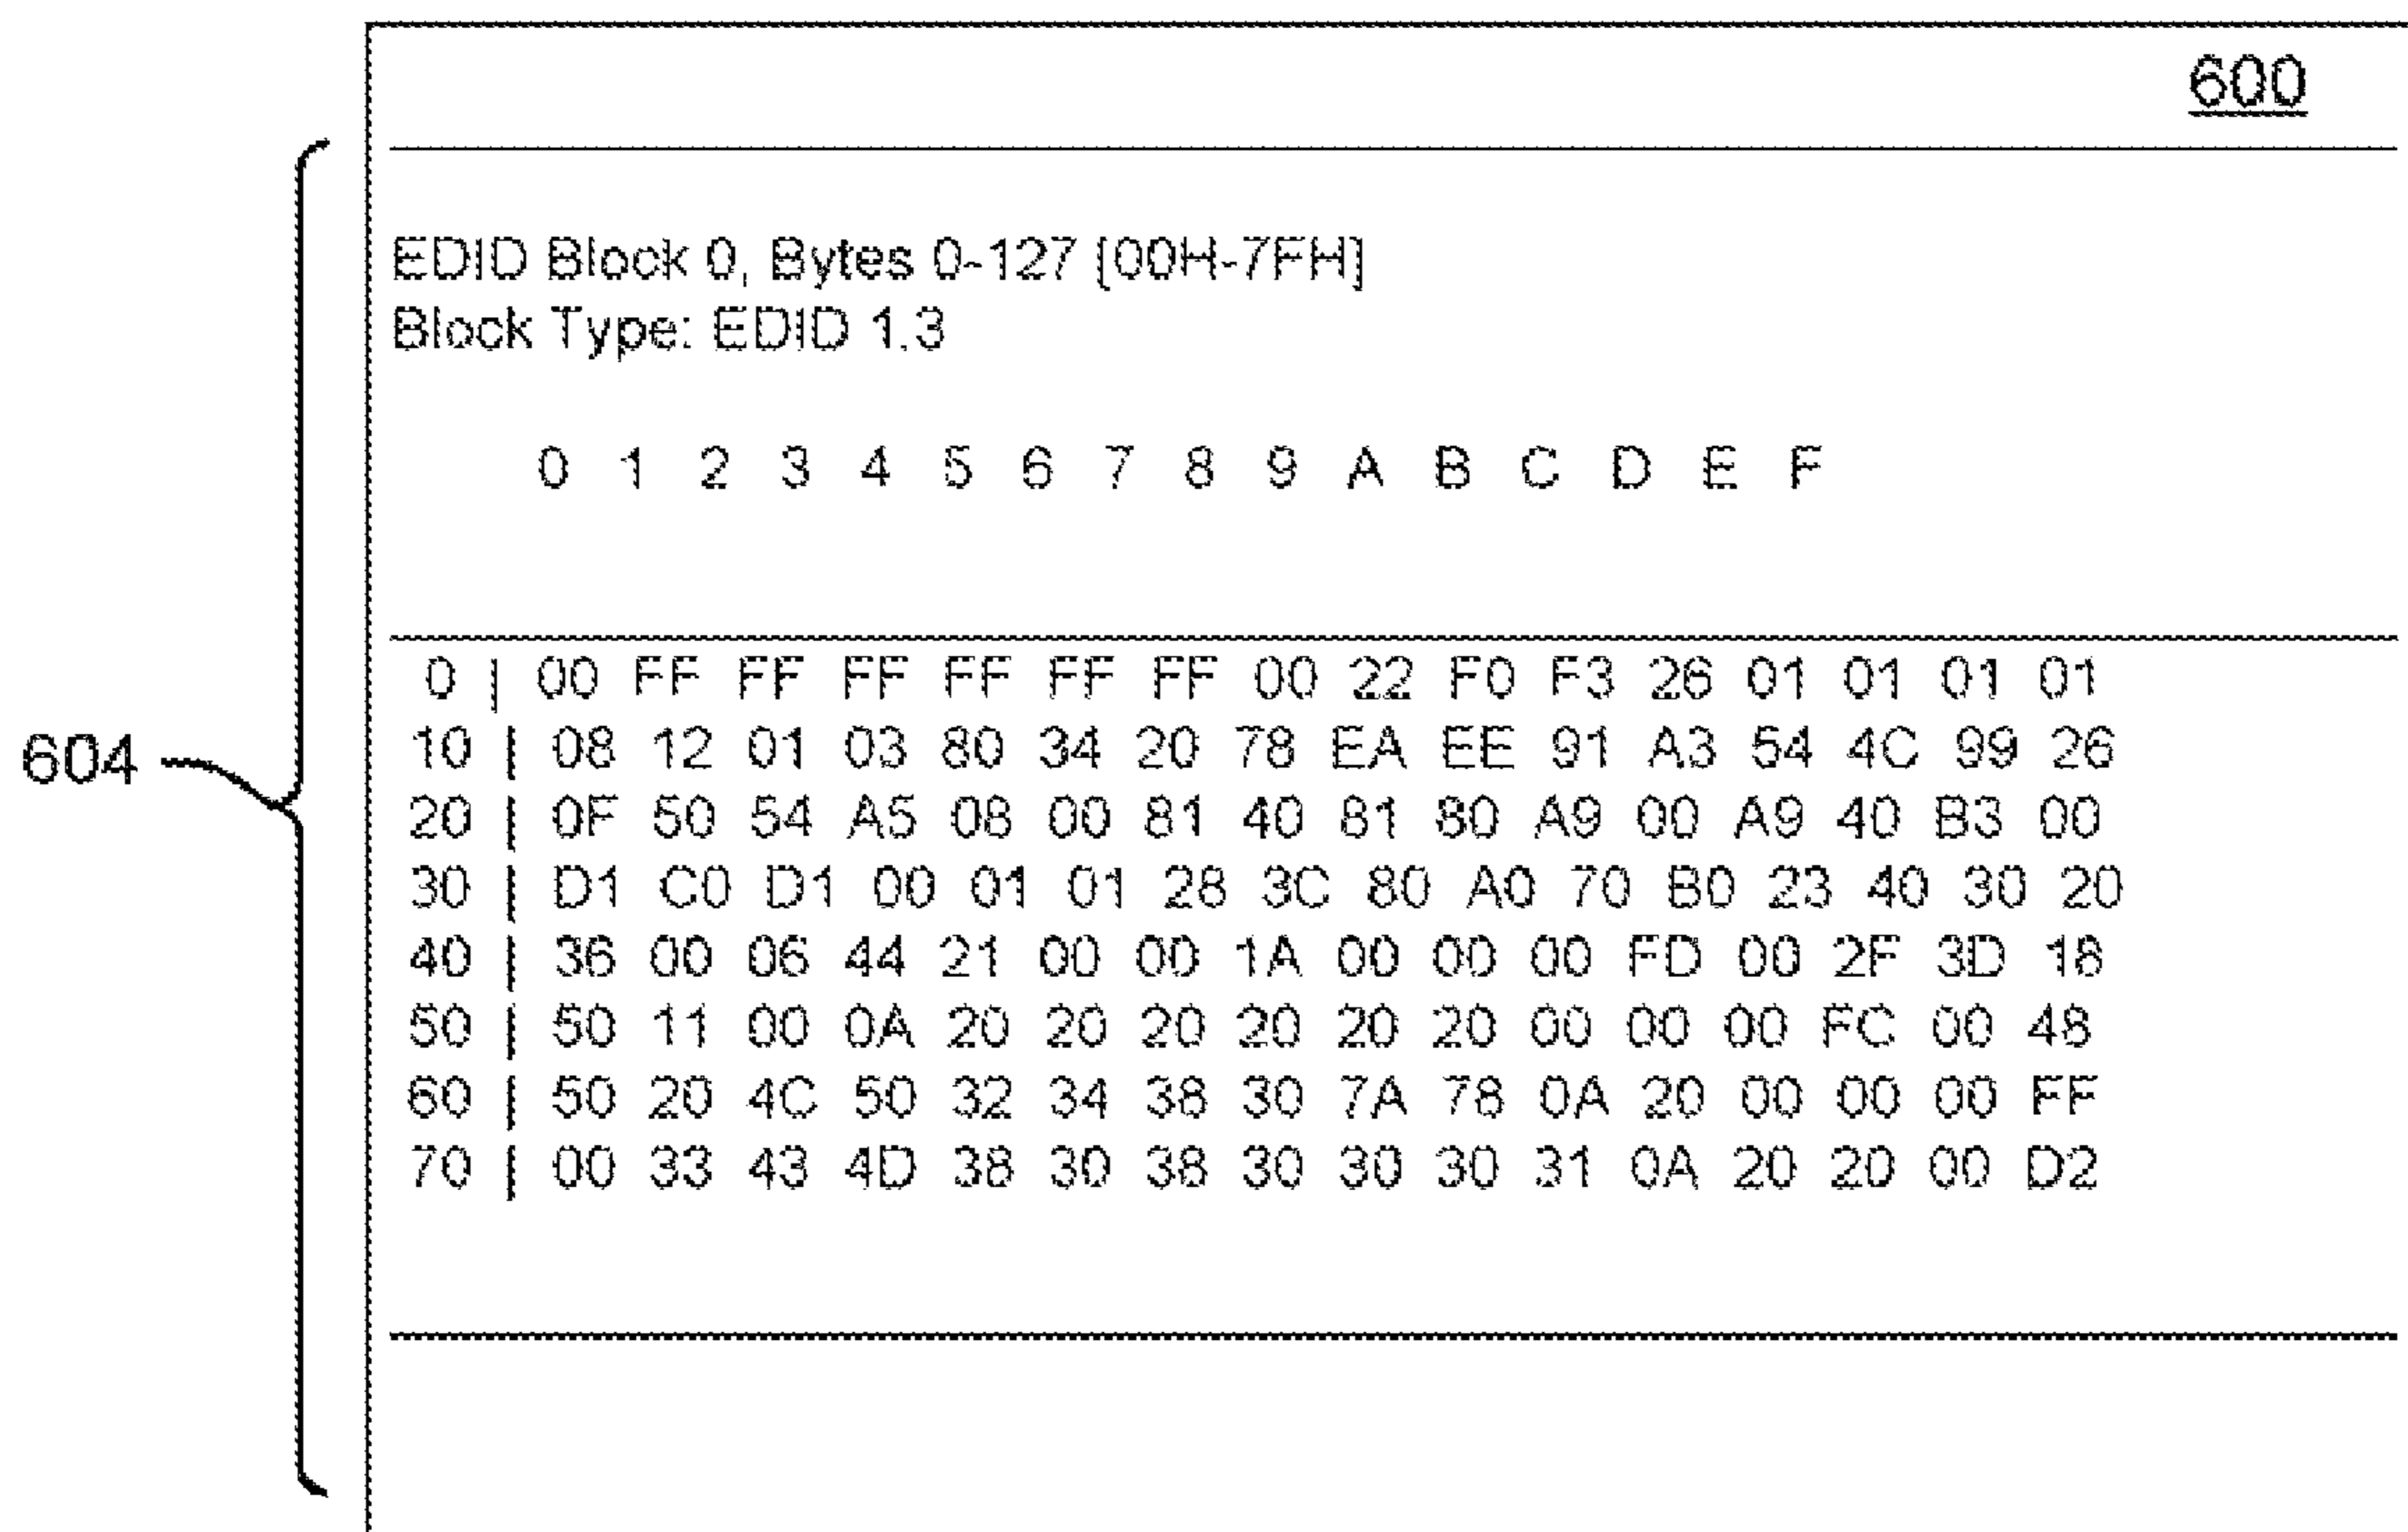 600
EDID Block 0, Bytes 0-127 [00H-7FH]
Block Type: EDID 1.3
0 1 2 3 4 5 6 7 8 9 A B C D E F
0 | 00 FF FF FF FF FF FF 00 22 F0 F3 26 01 01 01 01
10 | 08 12 01 03 80 34 20 78 EA EE 91 A3 54 4C 99 26
20 | 0F 50 54 A5 08 00 81 40 81 80 A9 00 A9 40 B3 00
30 | D1 C0 D1 00 01 01 28 3C 80 A0 70 B0 23 40 30 20
40 | 36 00 06 44 21 00 00 1A 00 00 00 FD 00 2F 3D 18
50 | 50 11 00 0A 20 20 20 20 20 20 00 00 00 FC 00 48
60 | 50 20 4C 50 32 34 38 30 7A 78 0A 20 00 00 00 FF
70 | 00 33 43 4D 38 30 38 30 30 30 31 0A 20 20 00 D2
604